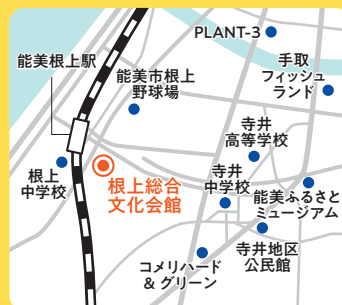 PLANT-3
能美根上駅
手取
フィッシュ
ランド
能美市根上
野球場
寺井
高等学校
根上
中学校
根上総合
文化会館
寺井
中学校
能美ふるさと
ミュージアム
寺井地区
公民館
コメリハード
& グリーン